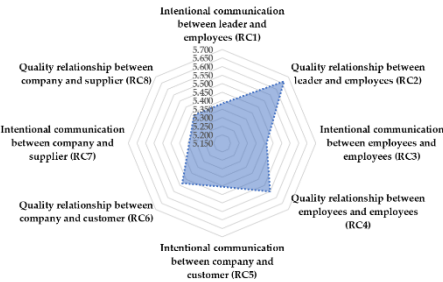 Intentional communication
between leader and
employees (RC1)
5.700
5.650
5.600
5.550
5.500
5.450
5.400
5.350
5.300
5.250
5.200
5.150
Quality relationship between
leader and employees (RC2)
Intentional communication
between employees and
employees (RC3)
Quality relationship between
employees and employees
(RC4)
Intentional communication
between company and
customer (RC5)
Quality relationship between
company and customer (RC6)
Intentional communication
between company and
supplier (RC7)
Quality relationship between
company and supplier (RC8)